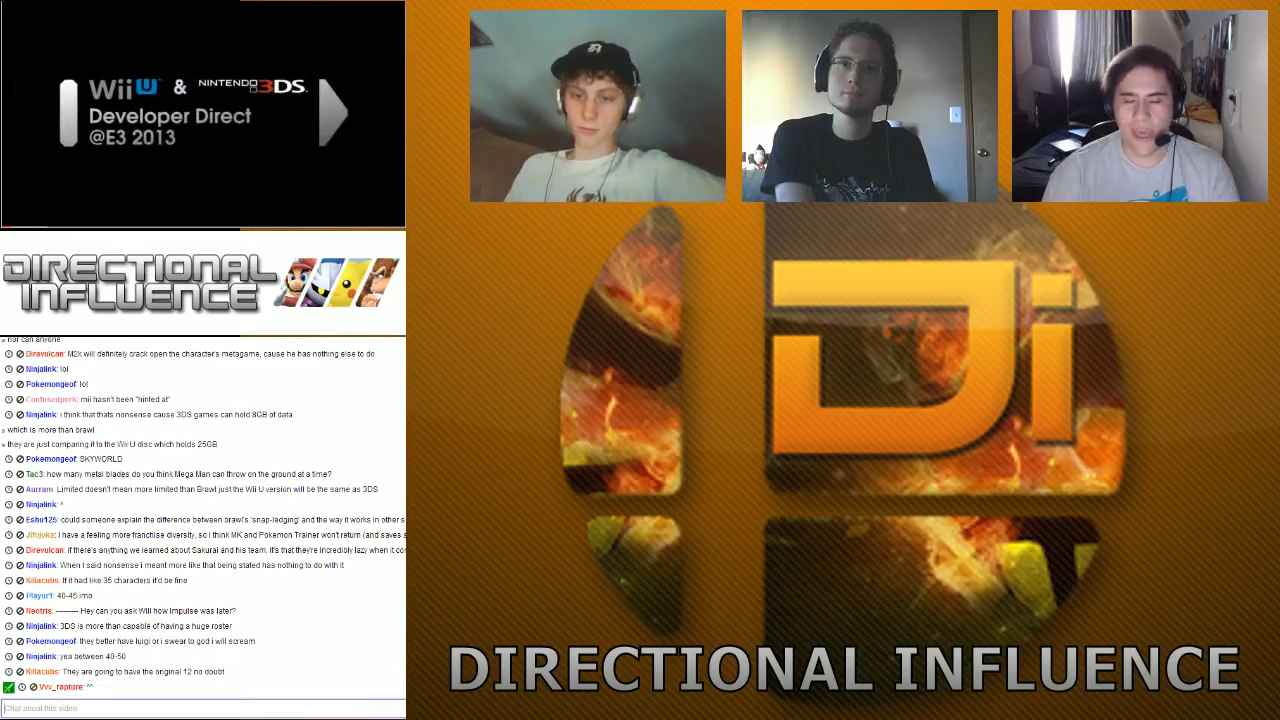 WiiU & NINTENDO3DS.
Developer Direct
@E3 2013
DIRECTIONAL
INFLUENCE
» nor can anyone
Direvulcan: M2k will definitely crack open the character's metagame, cause he has nothing else to do
Ninjalink: lol
Pokemongeof: lol
Confusedpork: mii hasn't been "hinted at"
Ninjalink: i think that thats nonsense cause 3DS games can hold 8GB of data
» which is more than brawl
» they are just comparing it to the Wii U disc which holds 25GB
Pokemongeof: SKYWORLD
Tac3: how many metal blades do you think Mega Man can throw on the ground at a time?
Aurram: Limited doesn't mean more limited than Brawl just the Wii U version will be the same as 3DS
Ninjalink: ^
Eshu125: could someone explain the difference between brawl's 'snap-ledging' and the way it works in other s
Jifojoka: i have a feeling more franchise diversity, so I think MK and Pokemon Trainer won't return (and saves s
Direvulcan: if there's anything we learned about Sakurai and his team, it's that they're incredibly lazy when it co
Ninjalink: When I said nonsense i meant more like that being stated has nothing to do with it
Killacubs: If it had like 35 characters it'd be fine
Playur1: 40-45 imo
Neotris: --------- Hey can you ask Will how Impulse was later?
Ninjalink: 3DS is more than capable of having a huge roster
Pokemongeof: they better have luigi or i swear to god i will scream
Ninjalink: yea between 40-50
Killacubs: They are going to have the original 12 no doubt
Vvv_rapture: ^^
Chat about this video
Di
DIRECTIONAL INFLUENCE